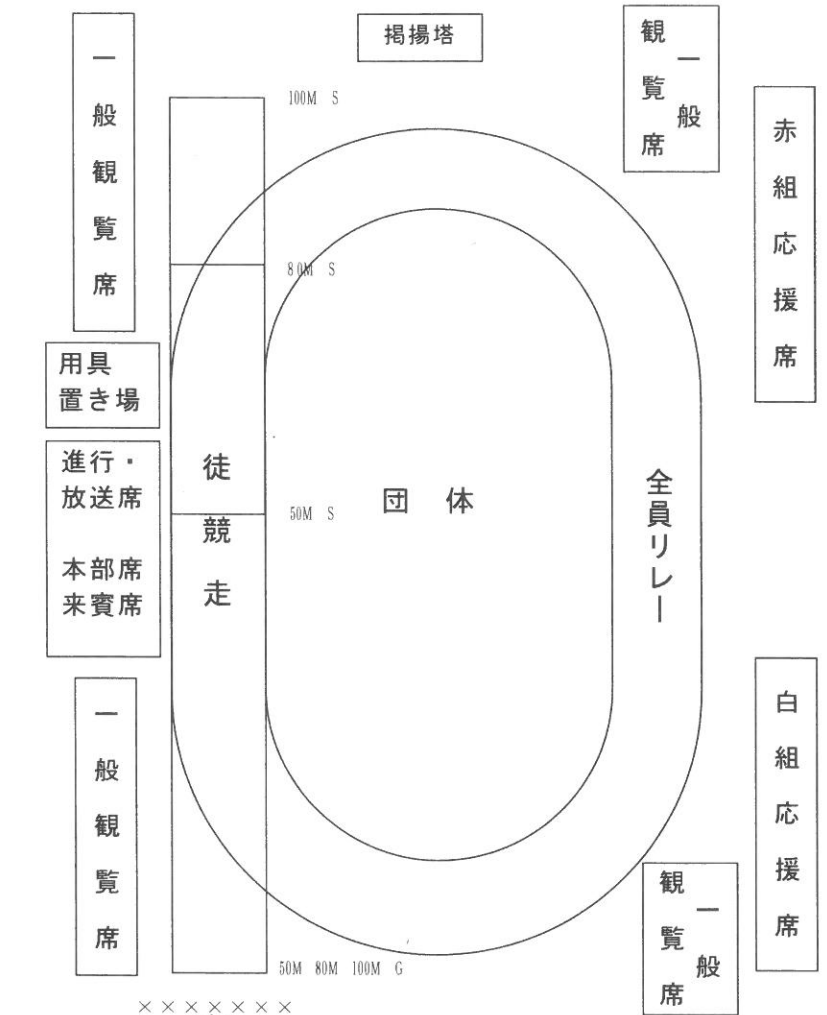 掲揚塔
一般観覧席
一般観覧席
赤組応援席
100M S
80M S
用具
置き場
進行・
放送席
本部席
来賓席
徒競走
50M S
団 体
全員リレー
一般観覧席
白組応援席
一般観覧席
50M 80M 100M G
×××××××